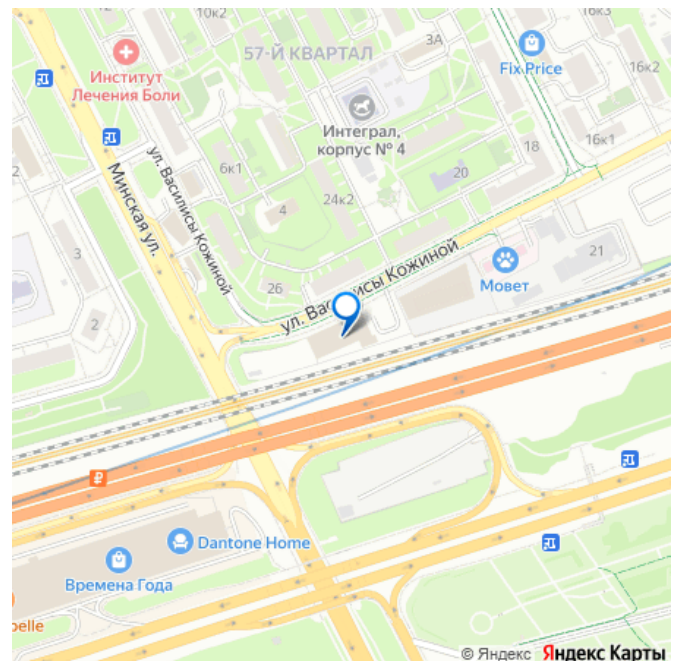 12
10к2
16к3
57-Й КВАРТАЛ
3А
Институт
Лечения Боли
Fix Price
16к2
Интеграл,
корпус № 4
16к1
18
Минская ул.
ул. Василисы Кожиной
6к1
20
2
24к2
4
3
21
26
ул. Василисы Кожиной
Мовет
2
₽
Dantone Home
Времена Года
pelle
© Яндекс Яндекс Карты